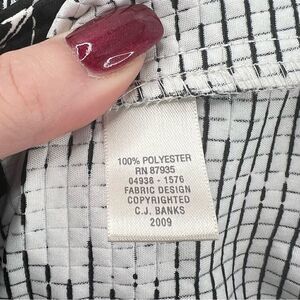 100% POLYESTER
RN 87935
04938 - 1576
FABRIC DESIGN
COPYRIGHTED
C.J. BANKS
2009